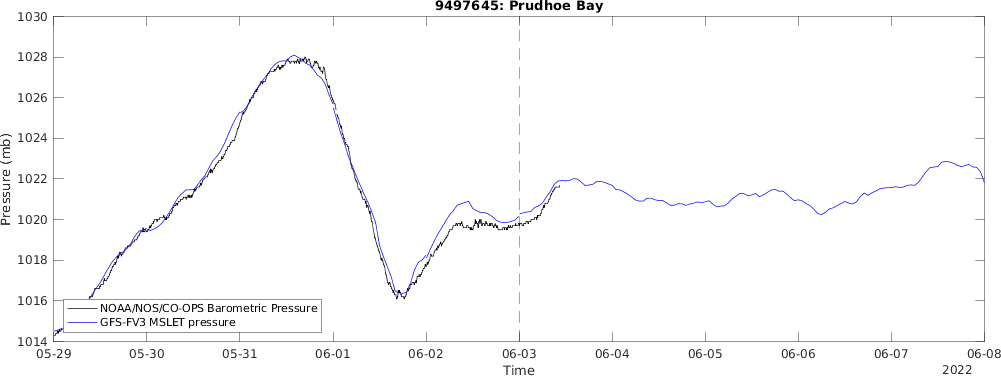 9497645: Prudhoe Bay
1030
1028
1026
1024
1022
1020
1018
1016
1014
Pressure (mb)
NOAA/NOS/CO-OPS Barometric Pressure
GFS-FV3 MSLET pressure
05-29 05-30 05-31 06-01 06-02 06-03 06-04 06-05 06-06 06-07 06-08
Time
2022